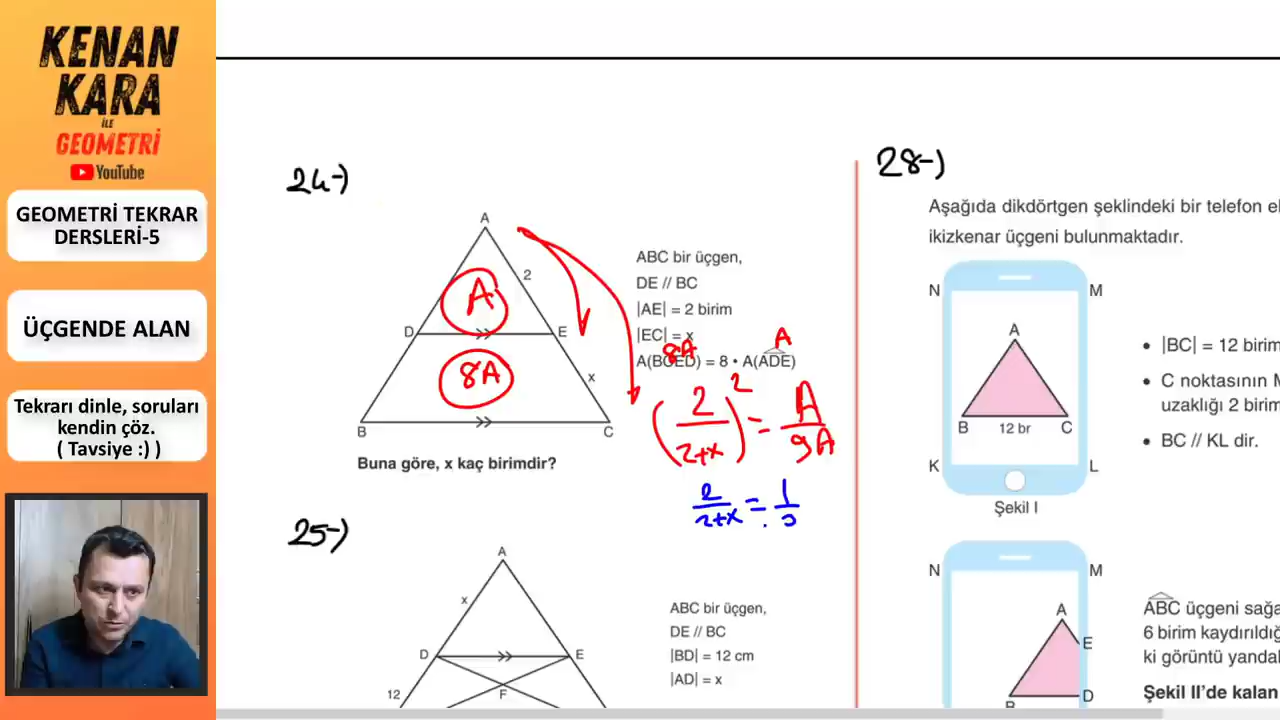 KENAN
KARA
İLE
GEOMETRİ
YouTube
GEOMETRİ TEKRAR
DERSLERİ-5
ÜÇGENDE ALAN
Tekrarı dinle, soruları
kendin çöz.
( Tavsiye :) )
24-)
A
2
D
E
x
B
C
A
8A
ABC bir üçgen,
DE // BC
|AE| = 2 birim
|EC| = x
8A
A
A(BCED) = 8 • A(ADE)
(2/2+x)² = A/9A
2/2+x = 1/3
Buna göre, x kaç birimdir?
25-)
A
x
D
E
12
F
ABC bir üçgen,
DE // BC
|BD| = 12 cm
|AD| = x
28-)
Aşağıda dikdörtgen şeklindeki bir telefon
ikizkenar üçgeni bulunmaktadır.
N
M
A
B
12 br
C
K
L
Şekil I
• |BC| = 12 birim
• C noktasının
uzaklığı 2 birim
• BC // KL dir.
N
M
A
E
D
ABC üçgeni
6 birim
ki görüntü
Şekil II'de kalan